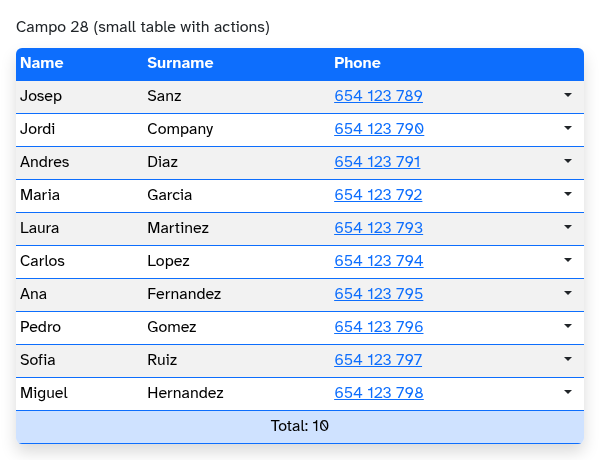 Campo 28 (small table with actions)
Name Surname Phone
Josep Sanz 654 123 789
Jordi Company 654 123 790
Andres Diaz 654 123 791
Maria Garcia 654 123 792
Laura Martinez 654 123 793
Carlos Lopez 654 123 794
Ana Fernandez 654 123 795
Pedro Gomez 654 123 796
Sofia Ruiz 654 123 797
Miguel Hernandez 654 123 798
Total: 10